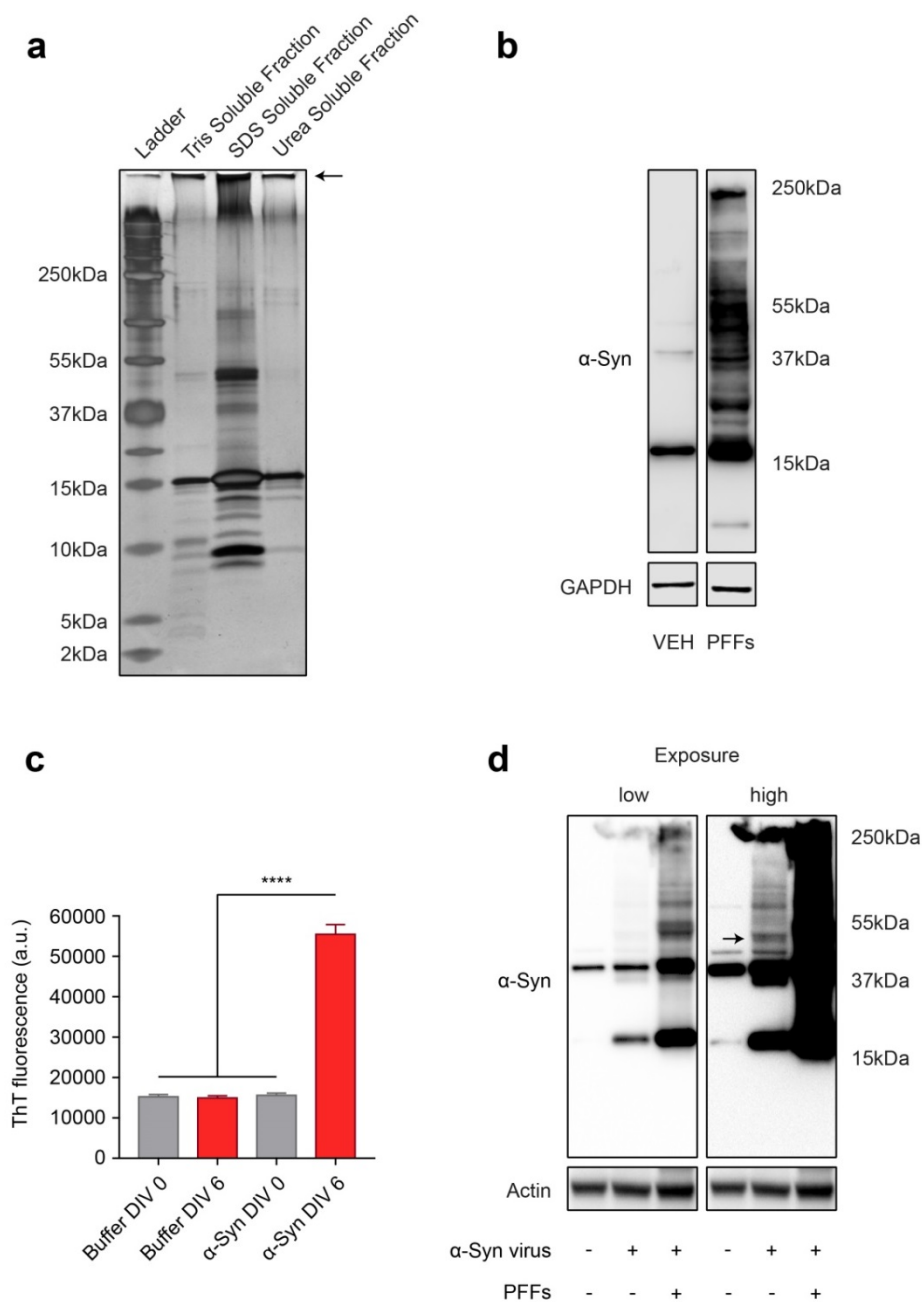 a
Ladder
Tris Soluble Fraction
SDS Soluble Fraction
Urea Soluble Fraction
250kDa
55kDa
37kDa
15kDa
10kDa
5kDa
2kDa
b
α-Syn
GAPDH
250kDa
55kDa
37kDa
15kDa
VEH PFFs
c
ThT fluorescence (a.u.)
60000
50000
40000
30000
20000
10000
0
****
Buffer DIV 0
Buffer DIV 6
α-Syn DIV 0
α-Syn DIV 6
d
Exposure
low high
α-Syn
250kDa
55kDa
37kDa
15kDa
Actin
α-Syn virus - + + - + +
PFFs - - + - - +